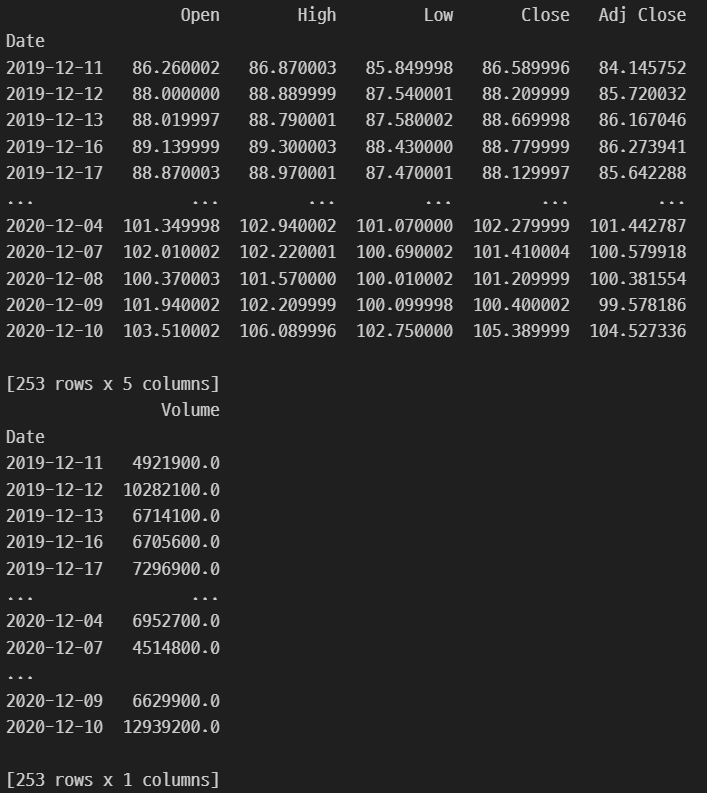 Open        High         Low       Close   Adj Close
Date
2019-12-11   86.260002   86.870003   85.849998   86.589996   84.145752
2019-12-12   88.000000   88.889999   87.540001   88.209999   85.720032
2019-12-13   88.019997   88.790001   87.580002   88.669998   86.167046
2019-12-16   89.139999   89.300003   88.430000   88.779999   86.273941
2019-12-17   88.870003   88.970001   87.470001   88.129997   85.642288
...                ...         ...         ...         ...         ...
2020-12-04  101.349998  102.940002  101.070000  102.279999  101.442787
2020-12-07  102.010002  102.220001  100.690002  101.410004  100.579918
2020-12-08  100.370003  101.570000  100.010002  101.209999  100.381554
2020-12-09  101.940002  102.209999  100.099998  100.400002   99.578186
2020-12-10  103.510002  106.089996  102.750000  105.389999  104.527336

[253 rows x 5 columns]
                Volume
Date
2019-12-11   4921900.0
2019-12-12  10282100.0
2019-12-13   6714100.0
2019-12-16   6705600.0
2019-12-17   7296900.0
...                ...
2020-12-04   6952700.0
2020-12-07   4514800.0
...
2020-12-09   6629900.0
2020-12-10  12939200.0

[253 rows x 1 columns]